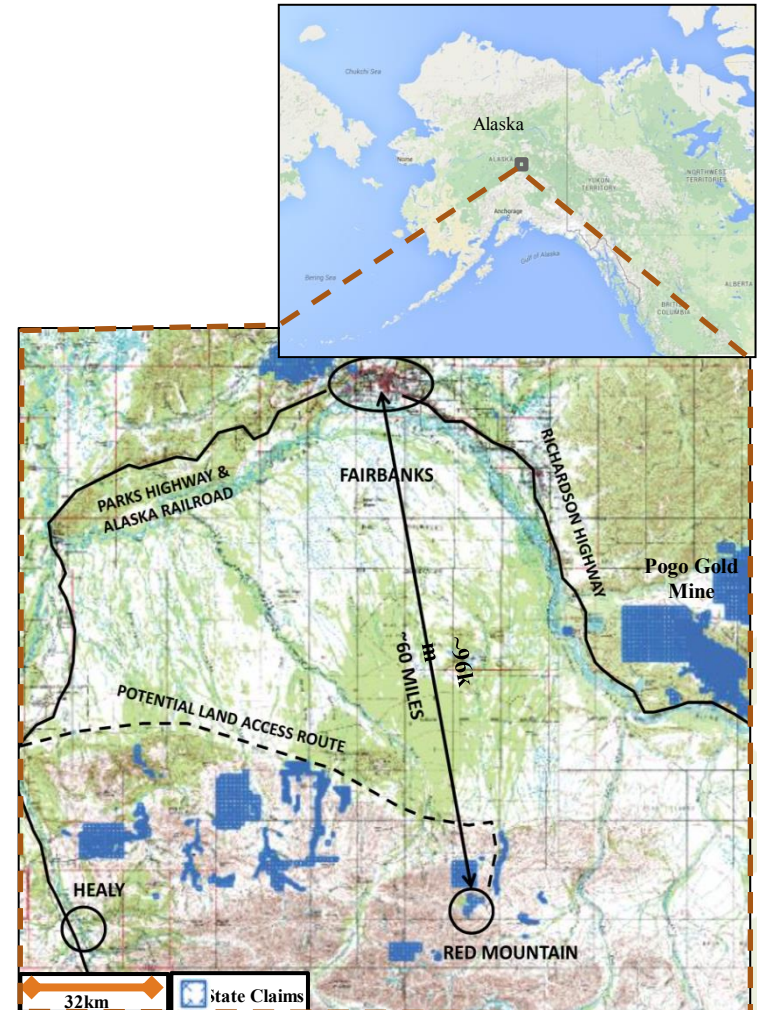 Chukchi Sea
Alaska
ALASKA
Nome
YUKON
TERRITORY
NORTHWEST
TERRITORIES
Anchorage
Gulf of Alaska
Bering Sea
ALBERTA
BRITISH
COLUMBIA
FAIRBANKS
PARKS HIGHWAY &
ALASKA RAILROAD
RICHARDSON HIGHWAY
Pogo Gold
Mine
~60 MILES
~96k
m
POTENTIAL LAND ACCESS ROUTE
HEALY
RED MOUNTAIN
32km
State Claims